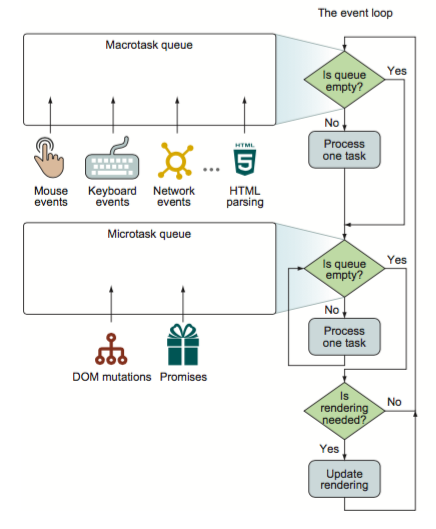 The event loop
Macrotask queue
Is queue
empty?
Yes
No
Process
one task
...
HTML
5
Mouse
events
Keyboard
events
Network
events
HTML
parsing
Microtask queue
Is queue
empty?
Yes
No
Process
one task
DOM mutations
Promises
Is
rendering
needed?
No
Yes
Update
rendering